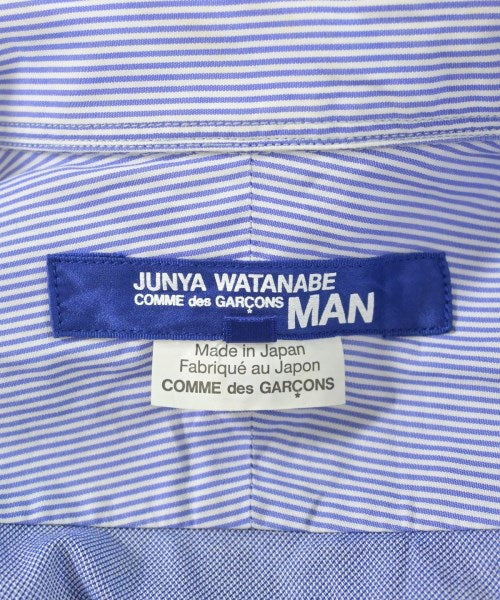 JUNYA WATANABE
COMME des GARÇONS MAN
Made in Japan
Fabriqué au Japon
COMME des GARÇONS